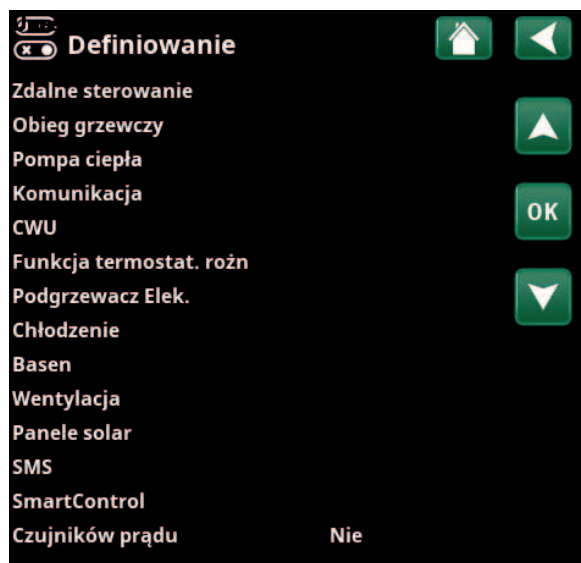 Definiowanie
Zdalne sterowanie
Obieg grzewczy
Pompa ciepła
Komunikacja
OK
CWU
Funkcja termostat. rożn
Podgrzewacz Elek.
Chłodzenie
Basen
Wentylacja
Panele solar
SMS
SmartControl
Czujników prądu Nie